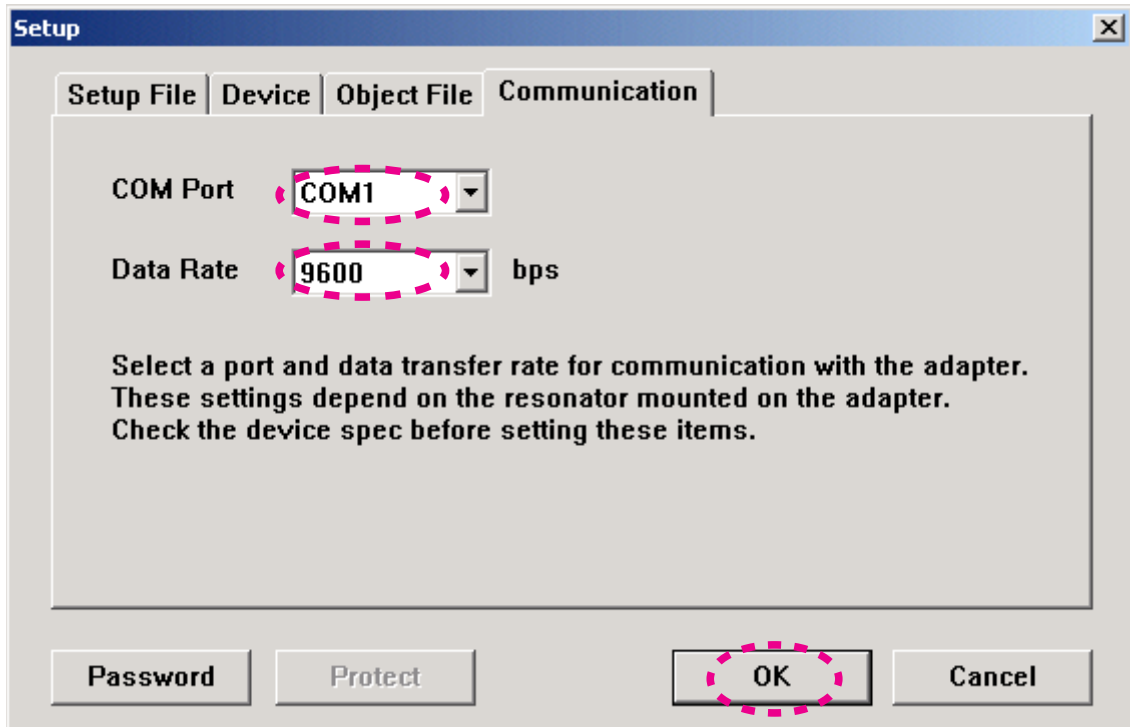 Setup
Setup File Device Object File Communication
COM Port COM1
Data Rate 9600 bps
Select a port and data transfer rate for communication with the adapter.
These settings depend on the resonator mounted on the adapter.
Check the device spec before setting these items.
Password Protect OK Cancel